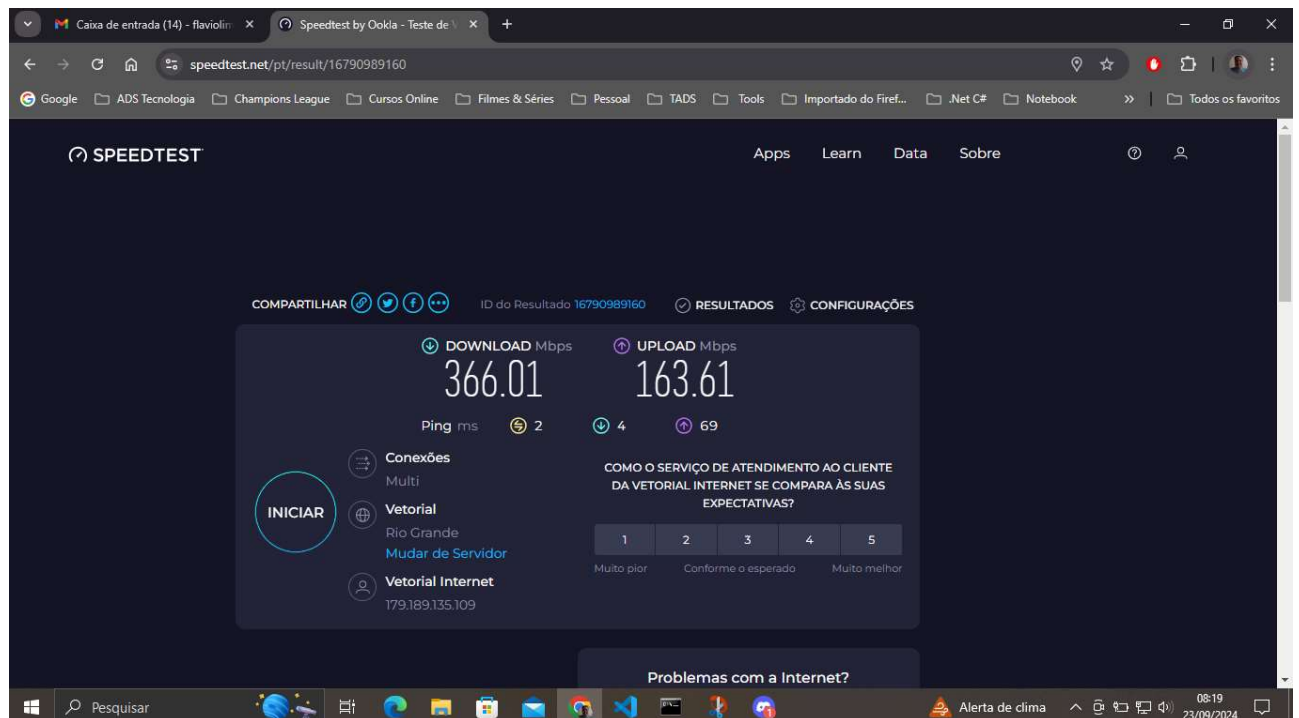 Caixa de entrada (14) - flaviolim
Speedtest by Ookla - Teste de V
speedtest.net/pt/result/16790989160
Google ADS Tecnologia Champions League Cursos Online Filmes & Séries Pessoal TADS Tools Importado do Firef... .Net C# Notebook » Todos os favoritos
SPEEDTEST Apps Learn Data Sobre
COMPARTILHAR ID do Resultado 16790989160 RESULTADOS CONFIGURAÇÕES
DOWNLOAD Mbps UPLOAD Mbps
366.01 163.61
Ping ms 2 4 69
Conexões
Multi
INICIAR
Vetorial
Rio Grande
Mudar de Servidor
Vetorial Internet
179.189.135.109
COMO O SERVIÇO DE ATENDIMENTO AO CLIENTE
DA VETORIAL INTERNET SE COMPARA ÀS SUAS
EXPECTATIVAS?
1 2 3 4 5
Muito pior Conforme o esperado Muito melhor
Problemas com a Internet?
Pesquisar Alerta de clima 08:19
23/09/2024